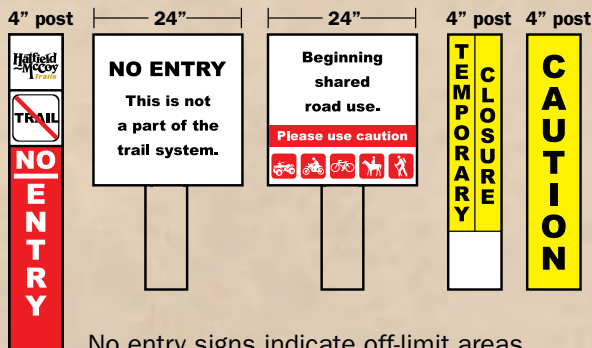 4” post
24”
24”
4” post
4” post
Hatfield
~McCoy
Trails
TRAIL
NO
ENTRY
NO ENTRY
This is not
a part of the
trail system.
Beginning
shared
road use.
Please use caution
TEMPORARY
CLOSURE
CAUTION
No entry signs indicate off-limit areas